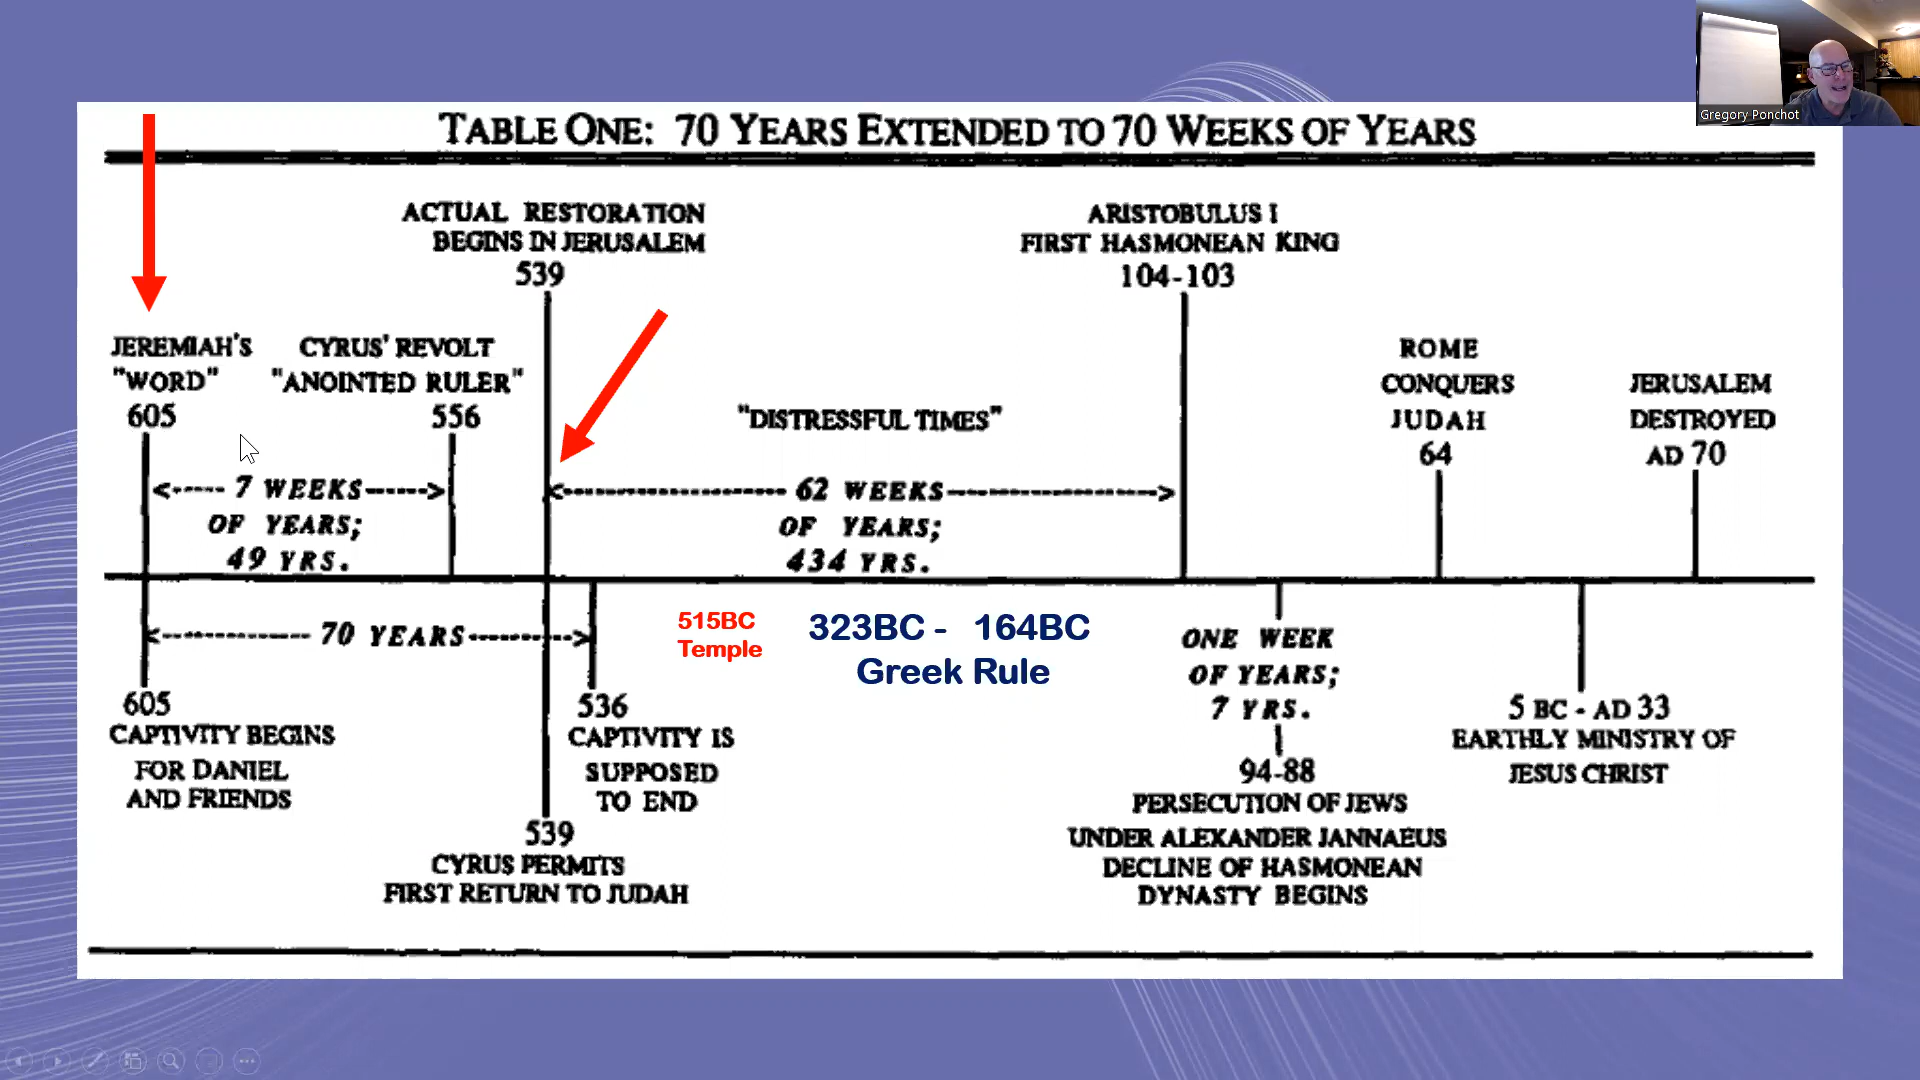 Gregory Ponchot
TABLE ONE: 70 YEARS EXTENDED TO 70 WEEKS OF YEARS
ACTUAL RESTORATION
BEGINS IN JERUSALEM
539
ARISTOBULUS I
FIRST HASMONEAN KING
104-103
JEREMIAH'S
"WORD"
605
CYRUS' REVOLT
"ANOINTED RULER"
556
"DISTRESSFUL TIMES"
ROME
CONQUERS
JUDAH
64
JERUSALEM
DESTROYED
AD 70
7 WEEKS
OF YEARS;
49 YRS.
62 WEEKS
OF YEARS;
434 YRS.
70 YEARS
515BC
Temple
323BC - 164BC
Greek Rule
ONE WEEK
OF YEARS;
7 YRS.
605
CAPTIVITY BEGINS
FOR DANIEL
AND FRIENDS
536
CAPTIVITY IS
SUPPOSED
TO END
539
CYRUS PERMITS
FIRST RETURN TO JUDAH
94-88
PERSECUTION OF JEWS
UNDER ALEXANDER JANNAEUS
DECLINE OF HASMONEAN
DYNASTY BEGINS
5 BC - AD 33
EARTHLY MINISTRY OF
JESUS CHRIST